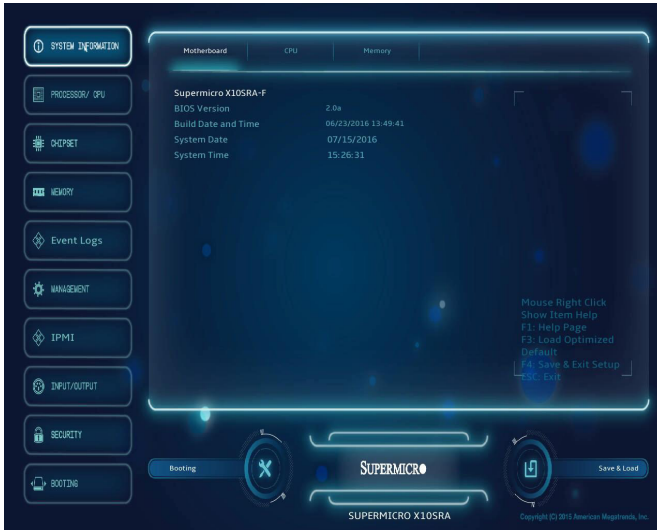 SYSTEM INFORMATION
PROCESSOR/ CPU
CHIPSET
MEMORY
Event Logs
MANAGEMENT
IPMI
INPUT/OUTPUT
SECURITY
BOOTING
Motherboard CPU Memory
Supermicro X10SRA-F
BIOS Version 2.0a
Build Date and Time 06/23/2016 13:49:41
System Date 07/15/2016
System Time 15:26:31
Mouse Right Click
Show Item Help
F1: Help Page
F3: Load Optimized
Default
F4: Save & Exit Setup
ESC: Exit
Booting
SUPERMICRO
Save & Load
SUPERMICRO X10SRA
Copyright (C) 2015 American Megatrends, Inc.